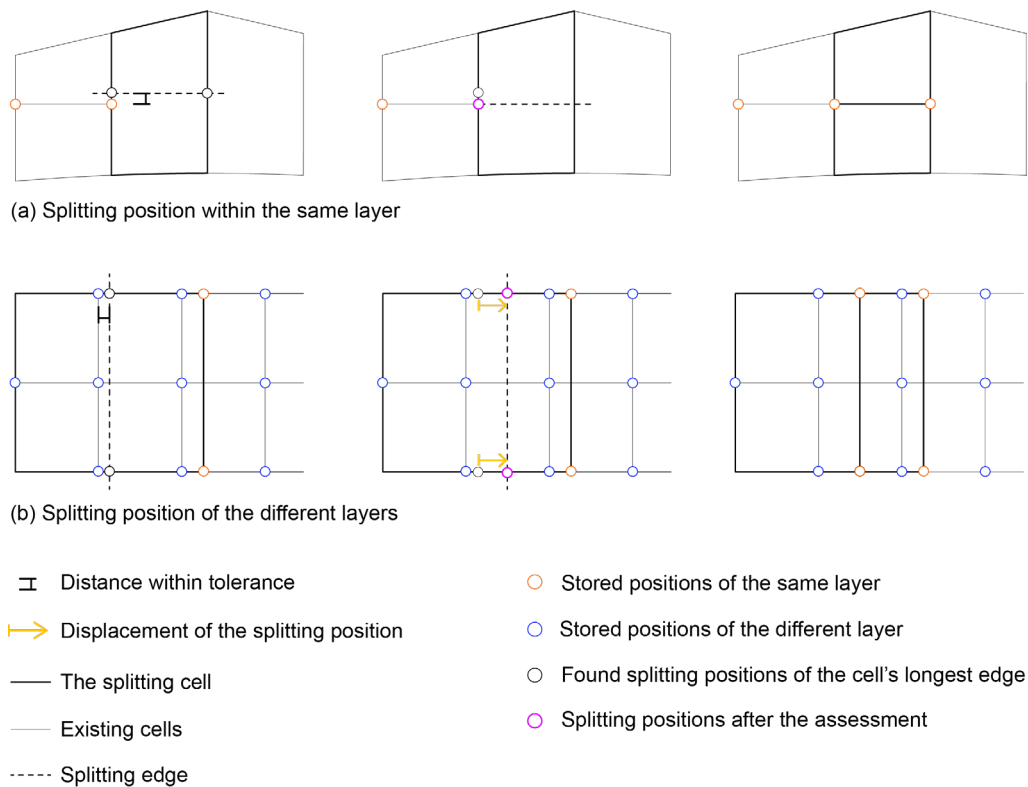 (a) Splitting position within the same layer
(b) Splitting position of the different layers
Distance within tolerance
Displacement of the splitting position
The splitting cell
Existing cells
Splitting edge
Stored positions of the same layer
Stored positions of the different layer
Found splitting positions of the cell's longest edge
Splitting positions after the assessment